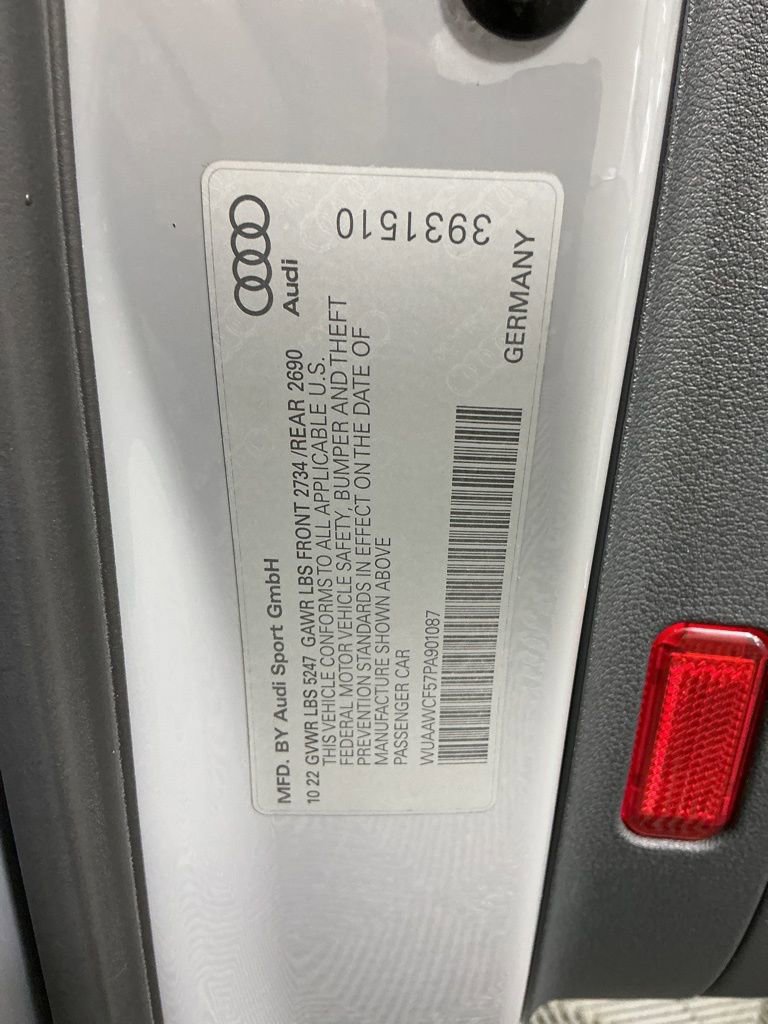 Audi
3931510
MFD. BY Audi Sport GmbH
10 22 GVWR LBS 5247 GAWR LBS FRONT 2734 /REAR 2690
THIS VEHICLE CONFORMS TO ALL APPLICABLE U.S.
FEDERAL MOTOR VEHICLE SAFETY, BUMPER AND THEFT
PREVENTION STANDARDS IN EFFECT ON THE DATE OF
MANUFACTURE SHOWN ABOVE
PASSENGER CAR
WUAAWCF57PA901087
GERMANY